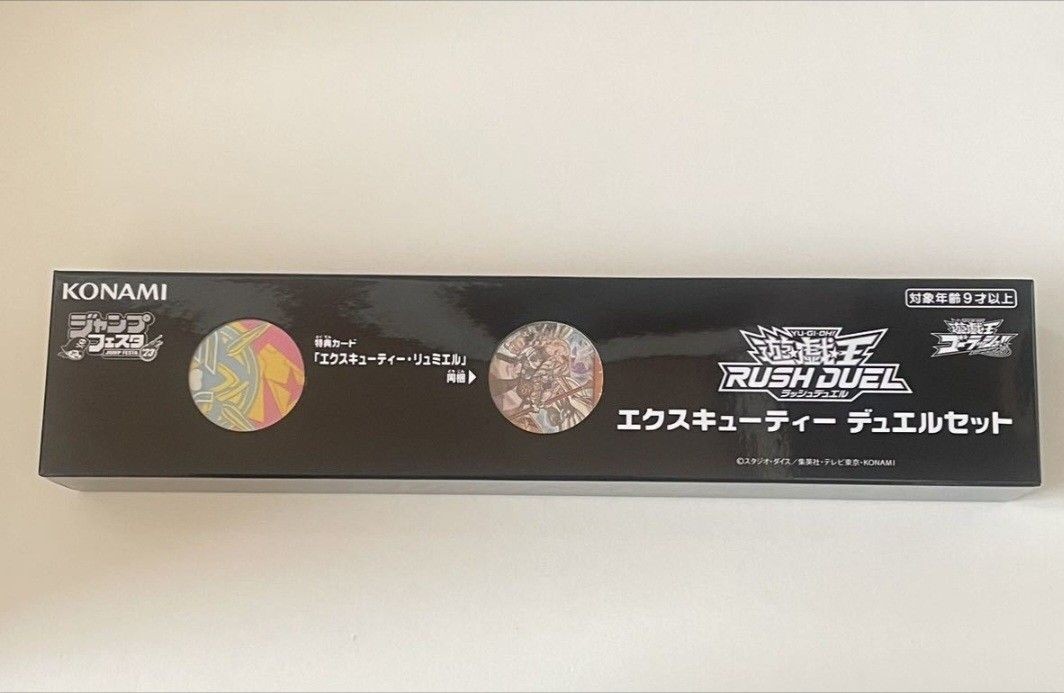 KONAMI
対象年齢9才以上
ジャンプ
フェスタ
JUMP FESTA '23
とくてん
特典カード
「エクスキューティー・リュミエル」
同梱▶
YU-GI-OH!
遊☆戯☆王
RUSH DUEL
ラッシュデュエル
遊☆戯☆王
ゴーラッシュ!!
エクスキューティー デュエルセット
©スタジオ・ダイス／集英社・テレビ東京・KONAMI